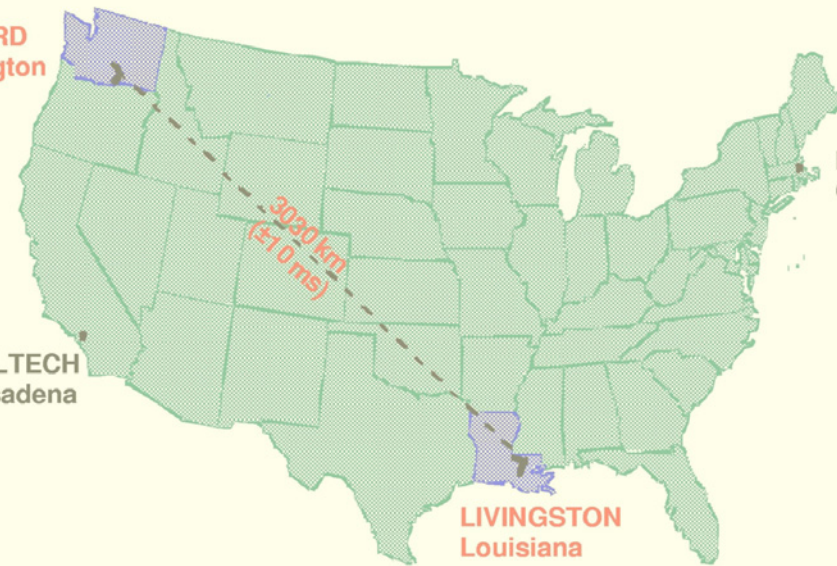 RD
gton
3030 km
(±10 ms)
LTECH
adena
LIVINGSTON
Louisiana